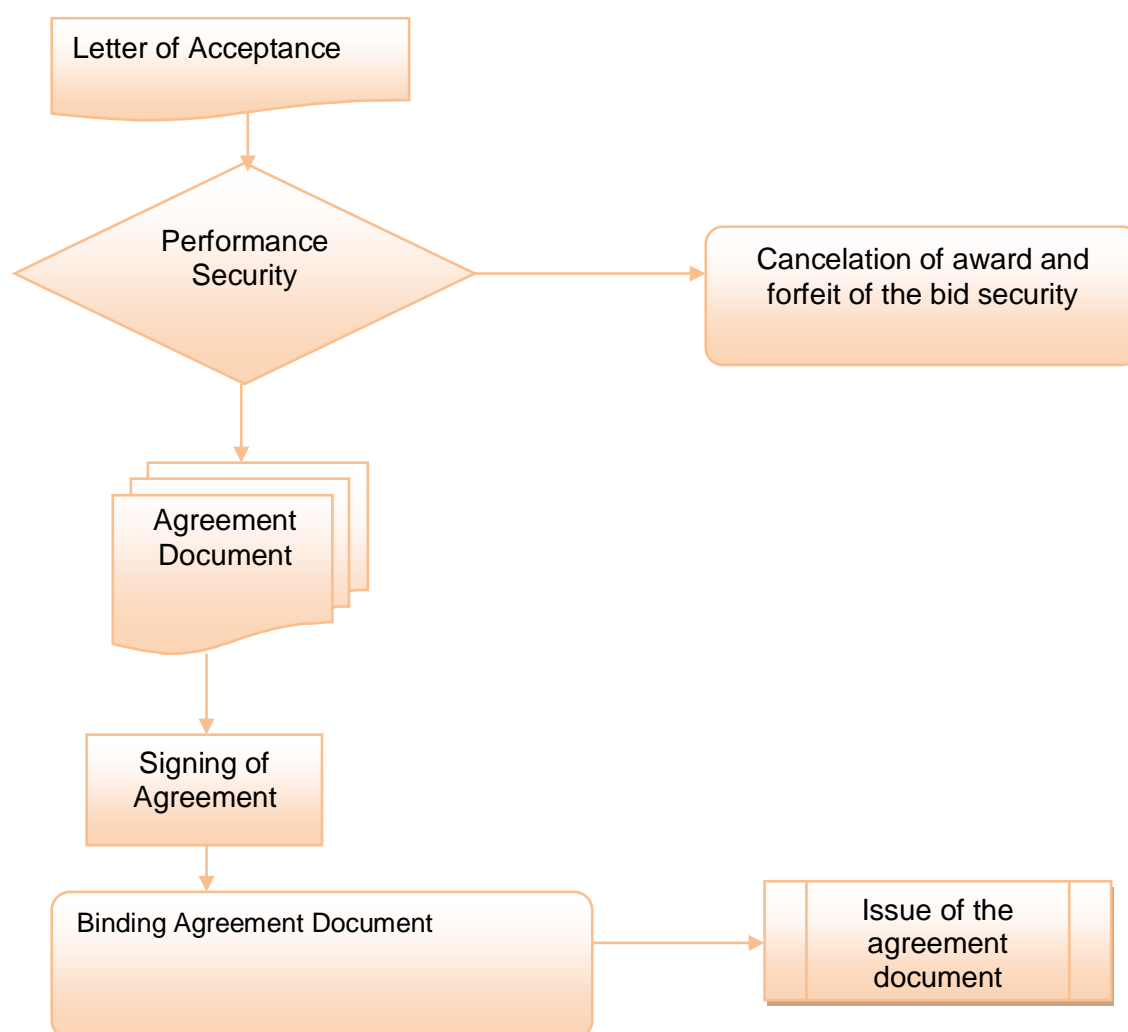 Letter of Acceptance
Performance
Security
Cancelation of award and
forfeit of the bid security
Agreement
Document
Signing of
Agreement
Binding Agreement Document
Issue of the
agreement
document